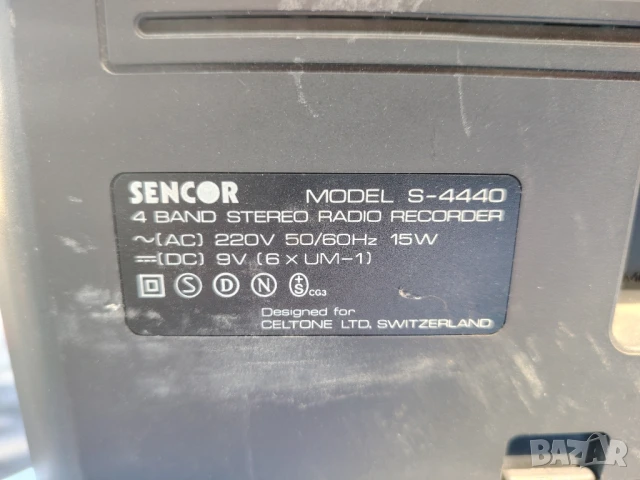 SENCOR MODEL S-4440
4 BAND STEREO RADIO RECORDER
~(AC) 220V 50/60Hz 15W
⎓(DC) 9V (6 x UM-1)
S D N +S CG3
Designed for
CELTONE LTD, SWITZERLAND
BAZAR